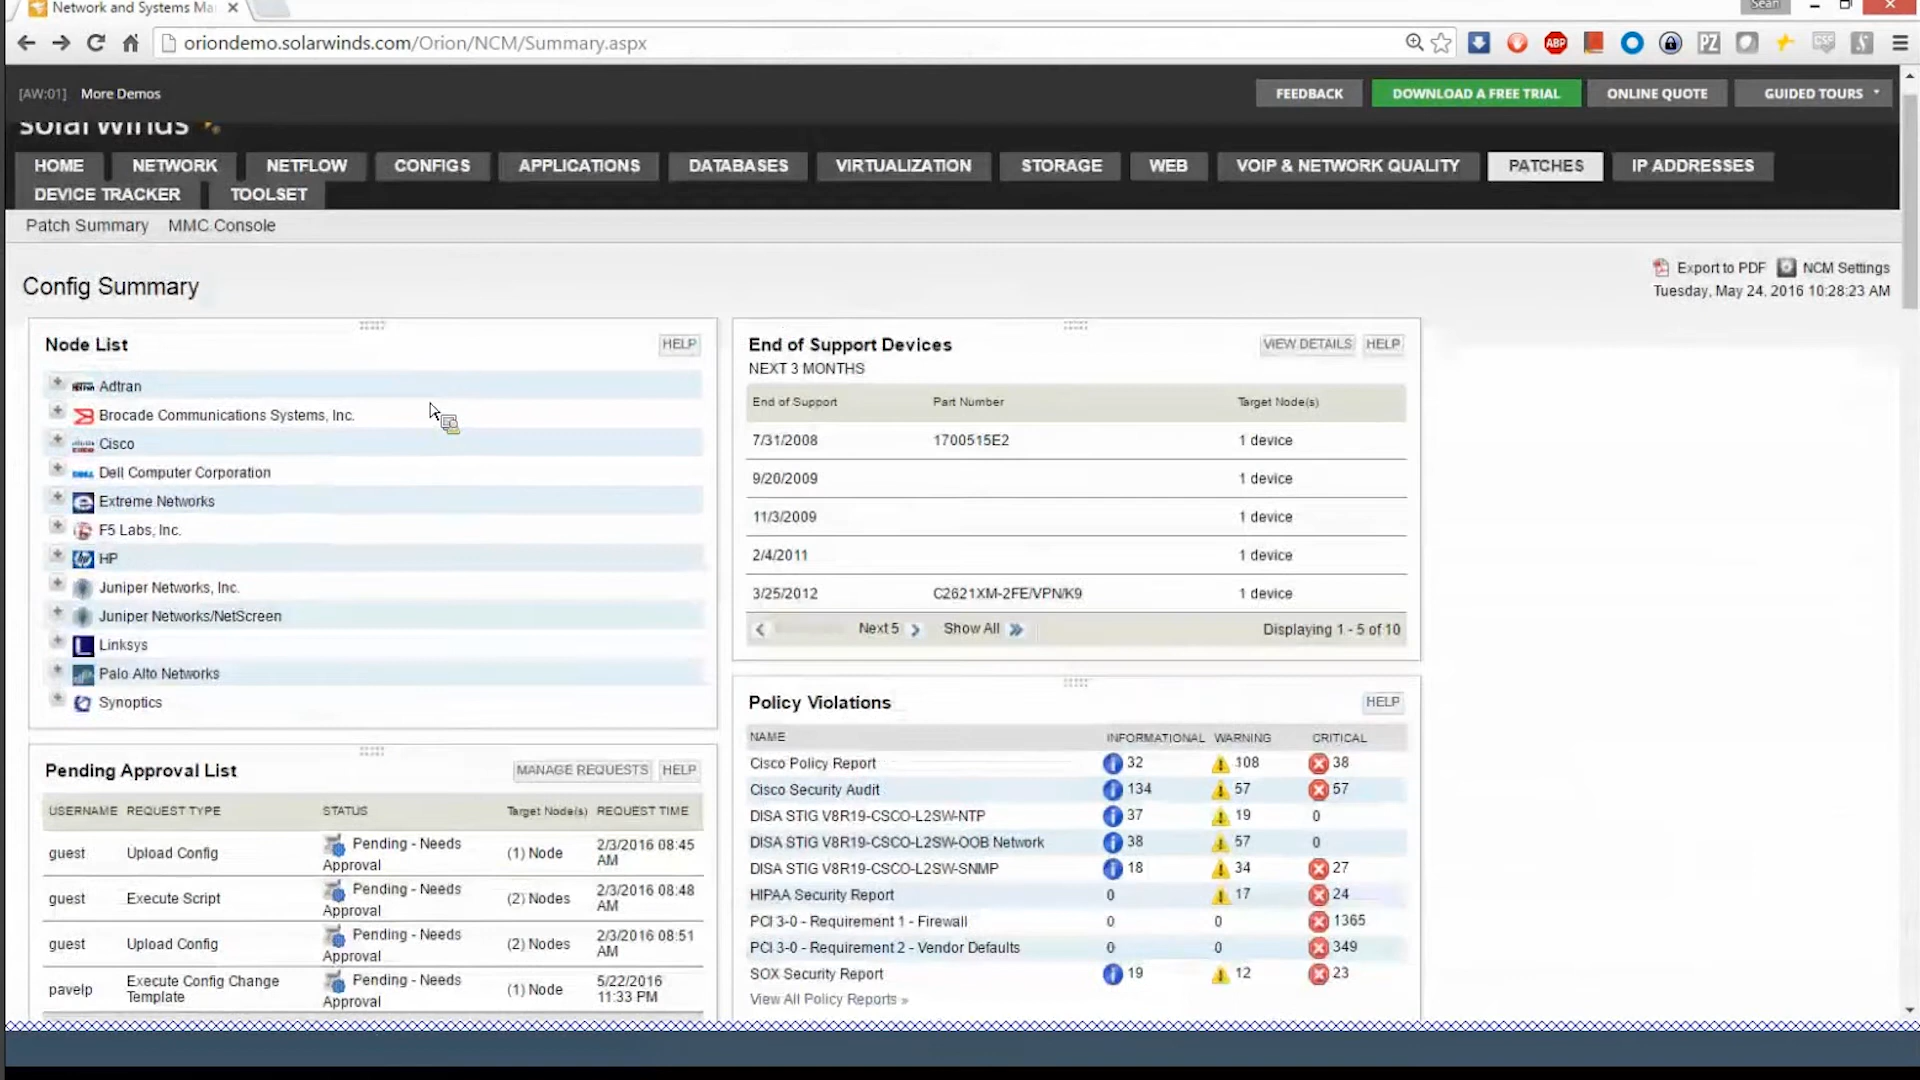 Network and Systems Ma
Sean
oriondemo.solarwinds.com/Orion/NCM/Summary.aspx
ABP
PZ
CSS
[AW:01] More Demos
FEEDBACK
DOWNLOAD A FREE TRIAL
ONLINE QUOTE
GUIDED TOURS
solarwinds
HOME
NETWORK
NETFLOW
CONFIGS
APPLICATIONS
DATABASES
VIRTUALIZATION
STORAGE
WEB
VOIP & NETWORK QUALITY
PATCHES
IP ADDRESSES
DEVICE TRACKER
TOOLSET
Patch Summary
MMC Console
Config Summary
Export to PDF
NCM Settings
Tuesday, May 24, 2016 10:28:23 AM
Node List
HELP
Adtran
Brocade Communications Systems, Inc.
Cisco
Dell Computer Corporation
Extreme Networks
F5 Labs, Inc.
HP
Juniper Networks, Inc.
Juniper Networks/NetScreen
Linksys
Palo Alto Networks
Synoptics
Pending Approval List
MANAGE REQUESTS
HELP
USERNAME REQUEST TYPE STATUS Target Node(s) REQUEST TIME
guest Upload Config Pending - Needs Approval (1) Node 2/3/2016 08:45 AM
guest Execute Script Pending - Needs Approval (2) Nodes 2/3/2016 08:48 AM
guest Upload Config Pending - Needs Approval (2) Nodes 2/3/2016 08:51 AM
pavelp Execute Config Change Template Pending - Needs Approval (1) Node 5/22/2016 11:33 PM
End of Support Devices
VIEW DETAILS
HELP
NEXT 3 MONTHS
End of Support Part Number Target Node(s)
7/31/2008 1700515E2 1 device
9/20/2009 1 device
11/3/2009 1 device
2/4/2011 1 device
3/25/2012 C2621XM-2FE/VPN/K9 1 device
Next 5 Show All Displaying 1 - 5 of 10
Policy Violations
HELP
NAME INFORMATIONAL WARNING CRITICAL
Cisco Policy Report 32 108 38
Cisco Security Audit 134 57 57
DISA STIG V8R19-CSCO-L2SW-NTP 37 19 0
DISA STIG V8R19-CSCO-L2SW-OOB Network 38 57 0
DISA STIG V8R19-CSCO-L2SW-SNMP 18 34 27
HIPAA Security Report 0 17 24
PCI 3-0 - Requirement 1 - Firewall 0 0 1365
PCI 3-0 - Requirement 2 - Vendor Defaults 0 0 349
SOX Security Report 19 12 23
View All Policy Reports »